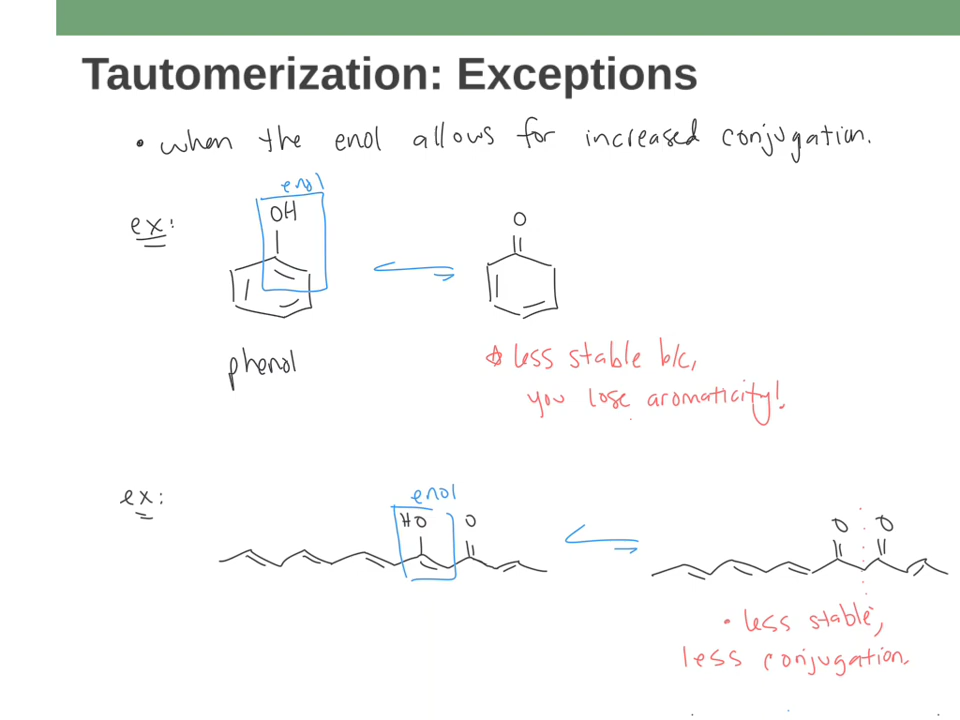 Tautomerization: Exceptions
• when the enol allows for increased conjugation.
enol
ex:
OH
O
phenol
☆ less stable b/c,
you lose aromaticity!
ex:
enol
HO O
O O
• less stable,
less conjugation.